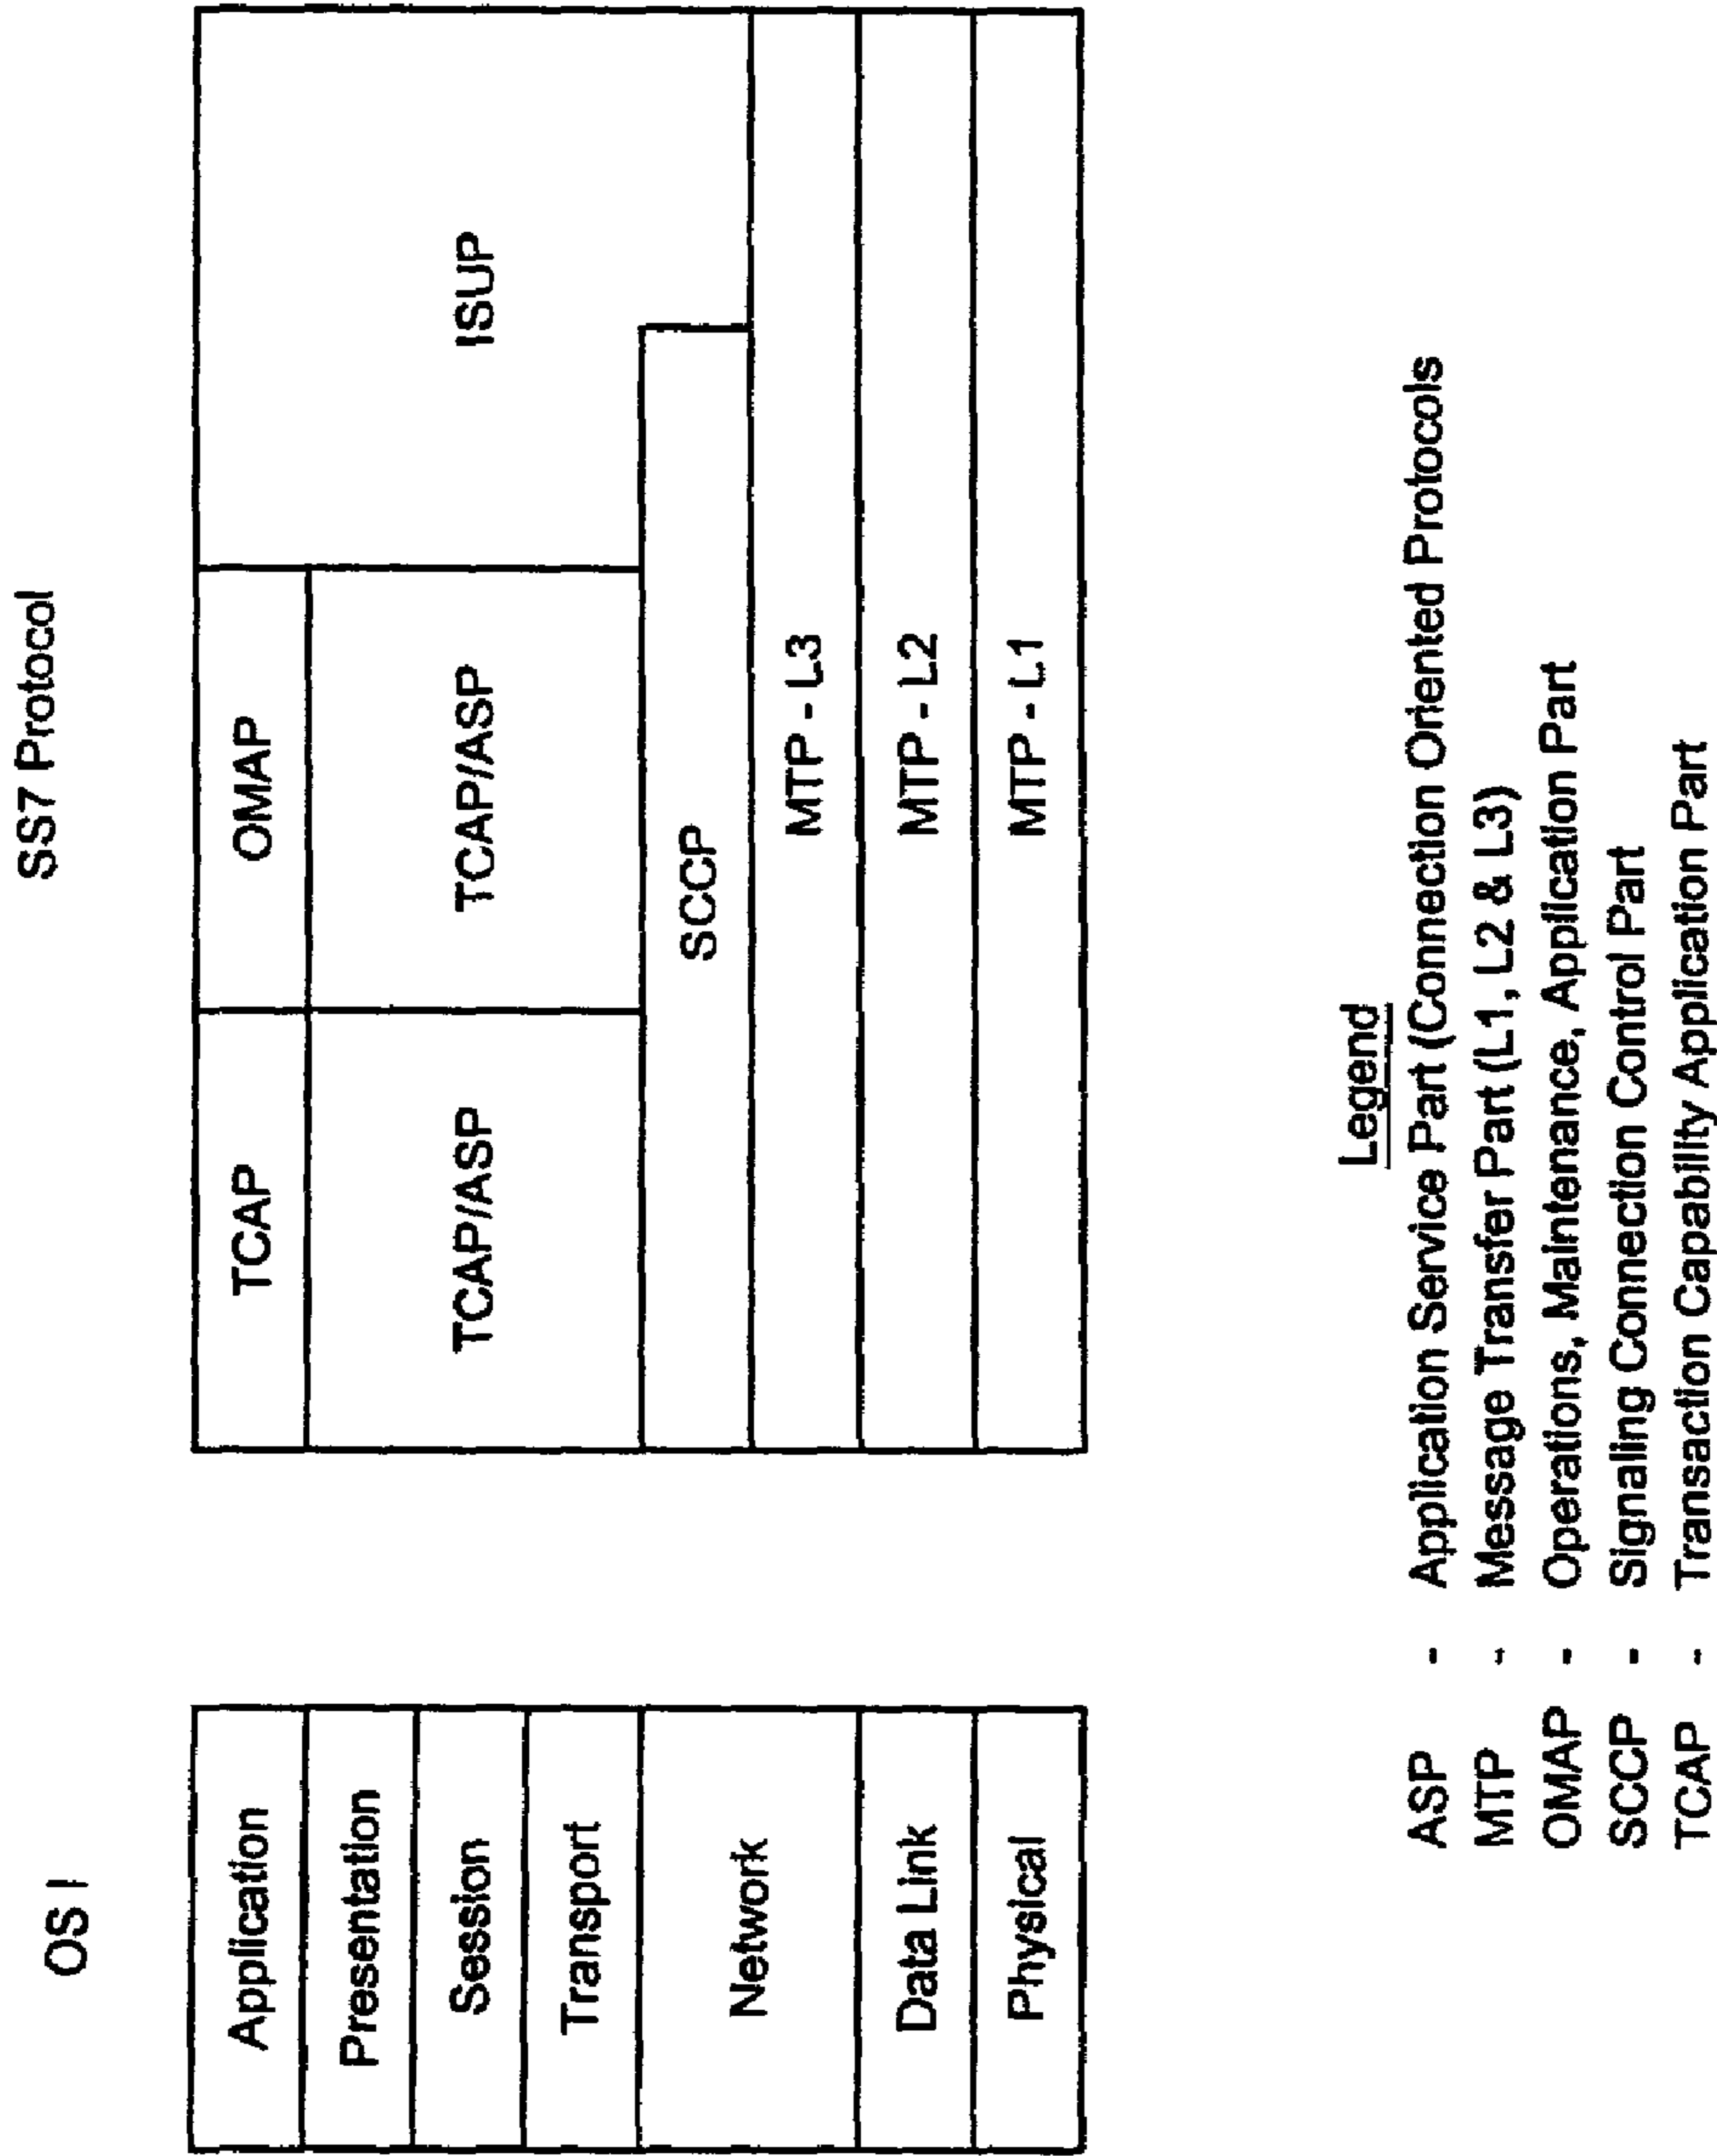 OS I
SS7 Protocol
Application
Presentation
Session
Transport
Network
Data Link
Physical
TCAP
OMAP
ISUP
TCAP/ASP
TCAP/ASP
SCCP
MTP - L3
MTP - L2
MTP - L1
Legend
ASP - Application Service Part (Connection Oriented Protocols
MTP - Message Transfer Part (L1, L2 & L3)
OMAP - Operations, Maintenance, Application Part
SCCP - Signaling Connection Control Part
TCAP - Transaction Capability Application Part